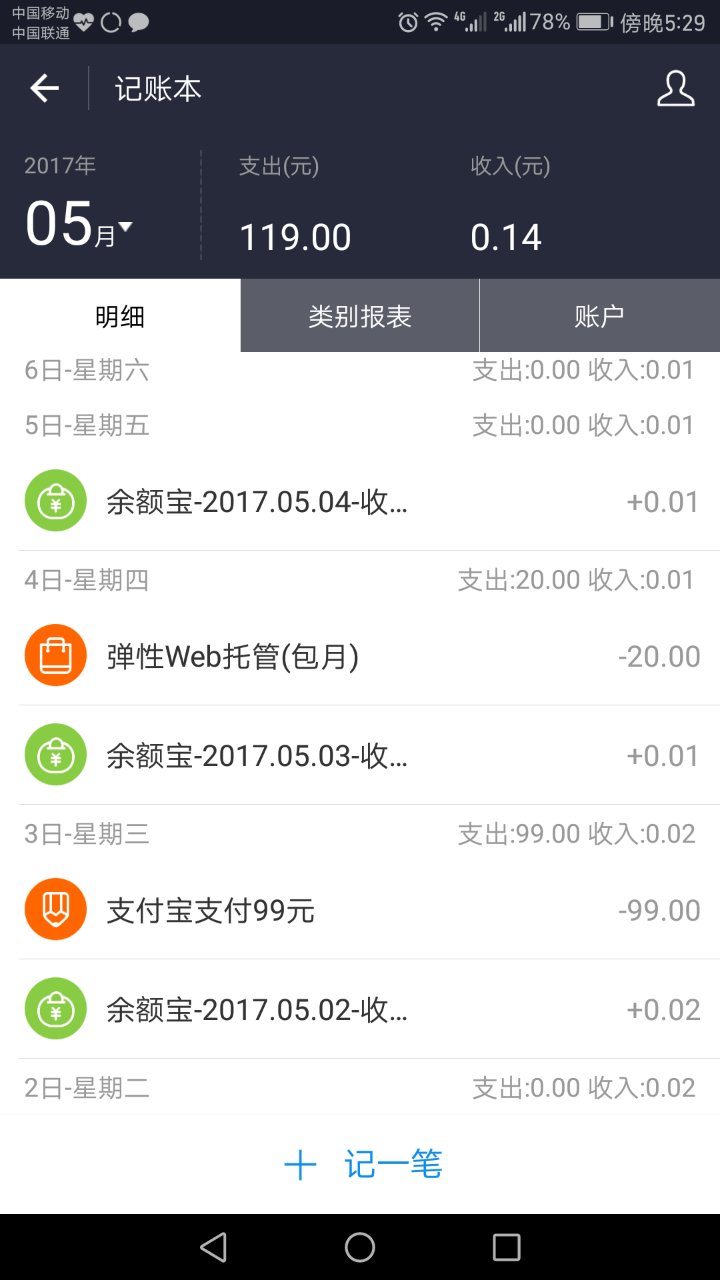 中国移动
中国联通
4G 2G 78% 傍晚5:29
记账本
2017年 支出(元) 收入(元)
05月 119.00 0.14
明细 类别报表 账户
6日-星期六 支出:0.00 收入:0.01
5日-星期五 支出:0.00 收入:0.01
余额宝-2017.05.04-收... +0.01
4日-星期四 支出:20.00 收入:0.01
弹性Web托管(包月) -20.00
余额宝-2017.05.03-收... +0.01
3日-星期三 支出:99.00 收入:0.02
支付宝支付99元 -99.00
余额宝-2017.05.02-收... +0.02
2日-星期二 支出:0.00 收入:0.02
记一笔